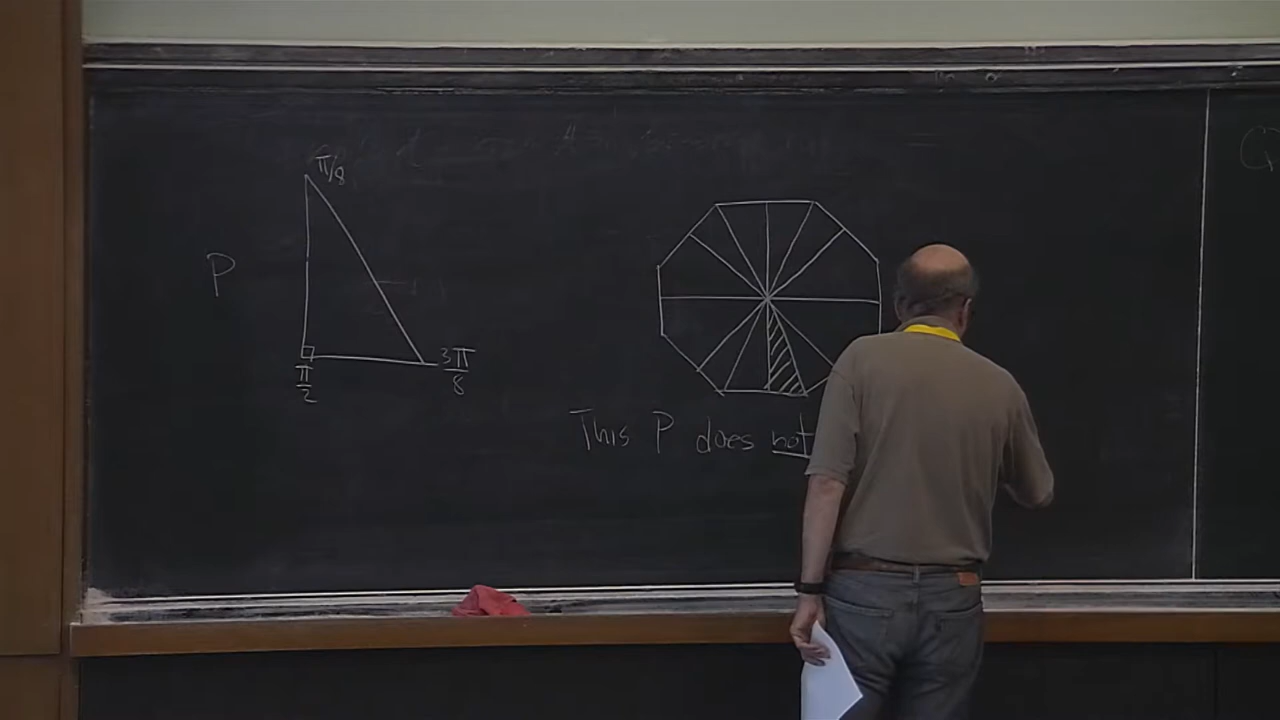 π/8
P
π/2
3π/8
This P does not